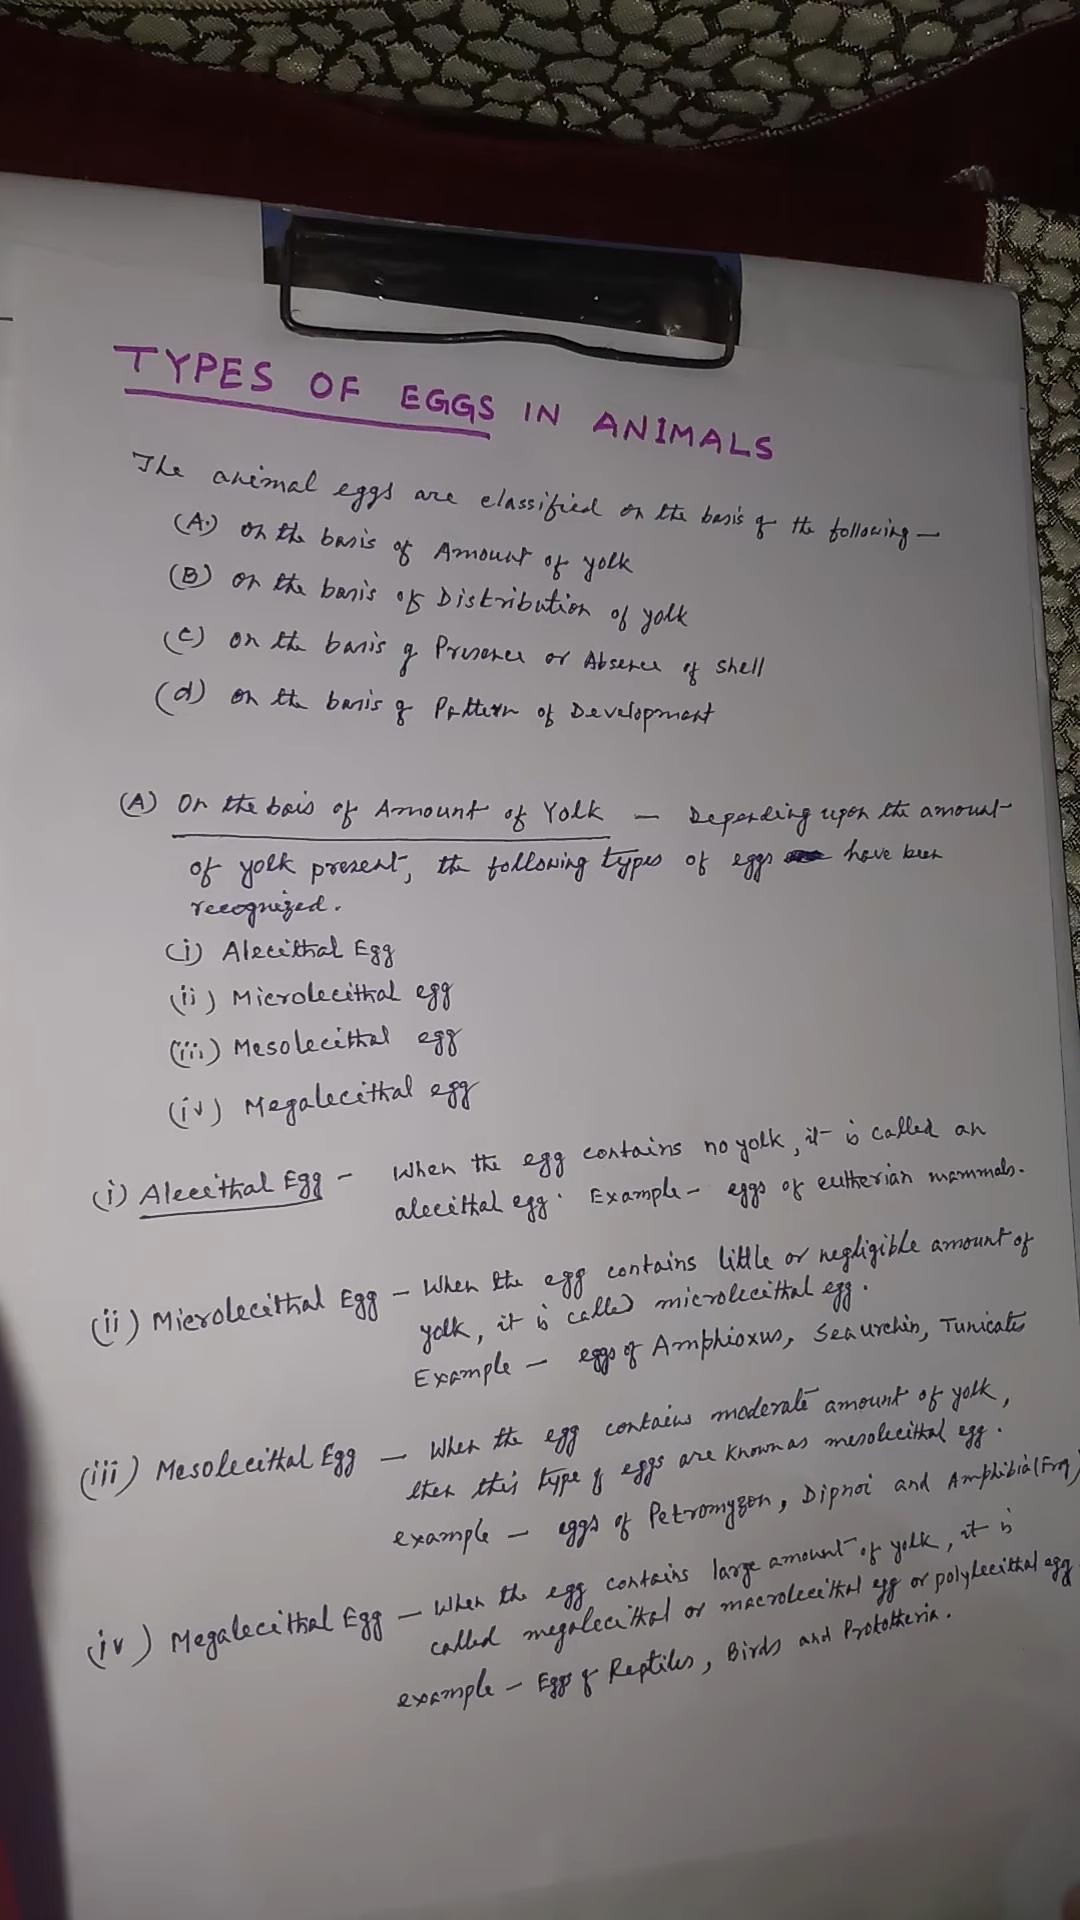 TYPES OF EGGS IN ANIMALS
The animal eggs are classified on the basis of the following —
(A.) on the basis of Amount of yolk
(B) on the basis of Distribution of yolk
(c) on the basis of Presence or Absence of shell
(d) on the basis of Pattern of Development
(A) On the bais of Amount of Yolk — Depending upon the amount
of yolk present, the following types of eggs have been
recognized.
(i) Alecithal Egg
(ii) Microlecithal egg
(iii) Mesolecithal egg
(iv) Megalecithal egg
(i) Alecithal Egg – When the egg contains no yolk, it is called an
alecithal egg. Example – eggs of eutherian mammals.
(ii) Microlecithal Egg – When the egg contains little or negligible amount of
yolk, it is called microlecithal egg.
Example – eggs of Amphioxus, Sea urchin, Tunicates
(iii) Mesolecithal Egg — When the egg contains moderate amount of yolk,
then this type of eggs are known as mesolecithal egg.
example – eggs of Petromyzon, Dipnoi and Amphibia (Frog)
(iv) Megalecithal Egg – When the egg contains large amount of yolk, it is
called megalecithal or macrolecithal egg or polylecithal egg
example – Eggs of Reptiles, Birds and Prototheria.